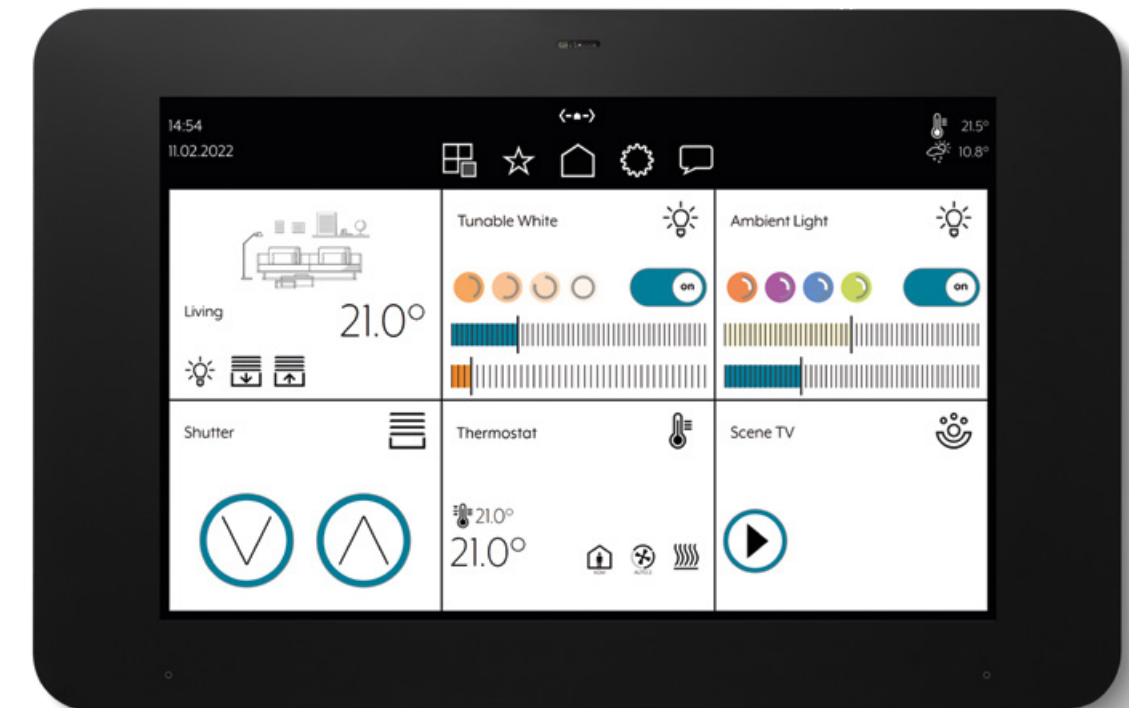 14:54
11.02.2022
21.5°
10.8°
Living
21.0°
Tunable White
on
Ambient Light
on
Shutter
Thermostat
21.0°
21.0°
Scene TV